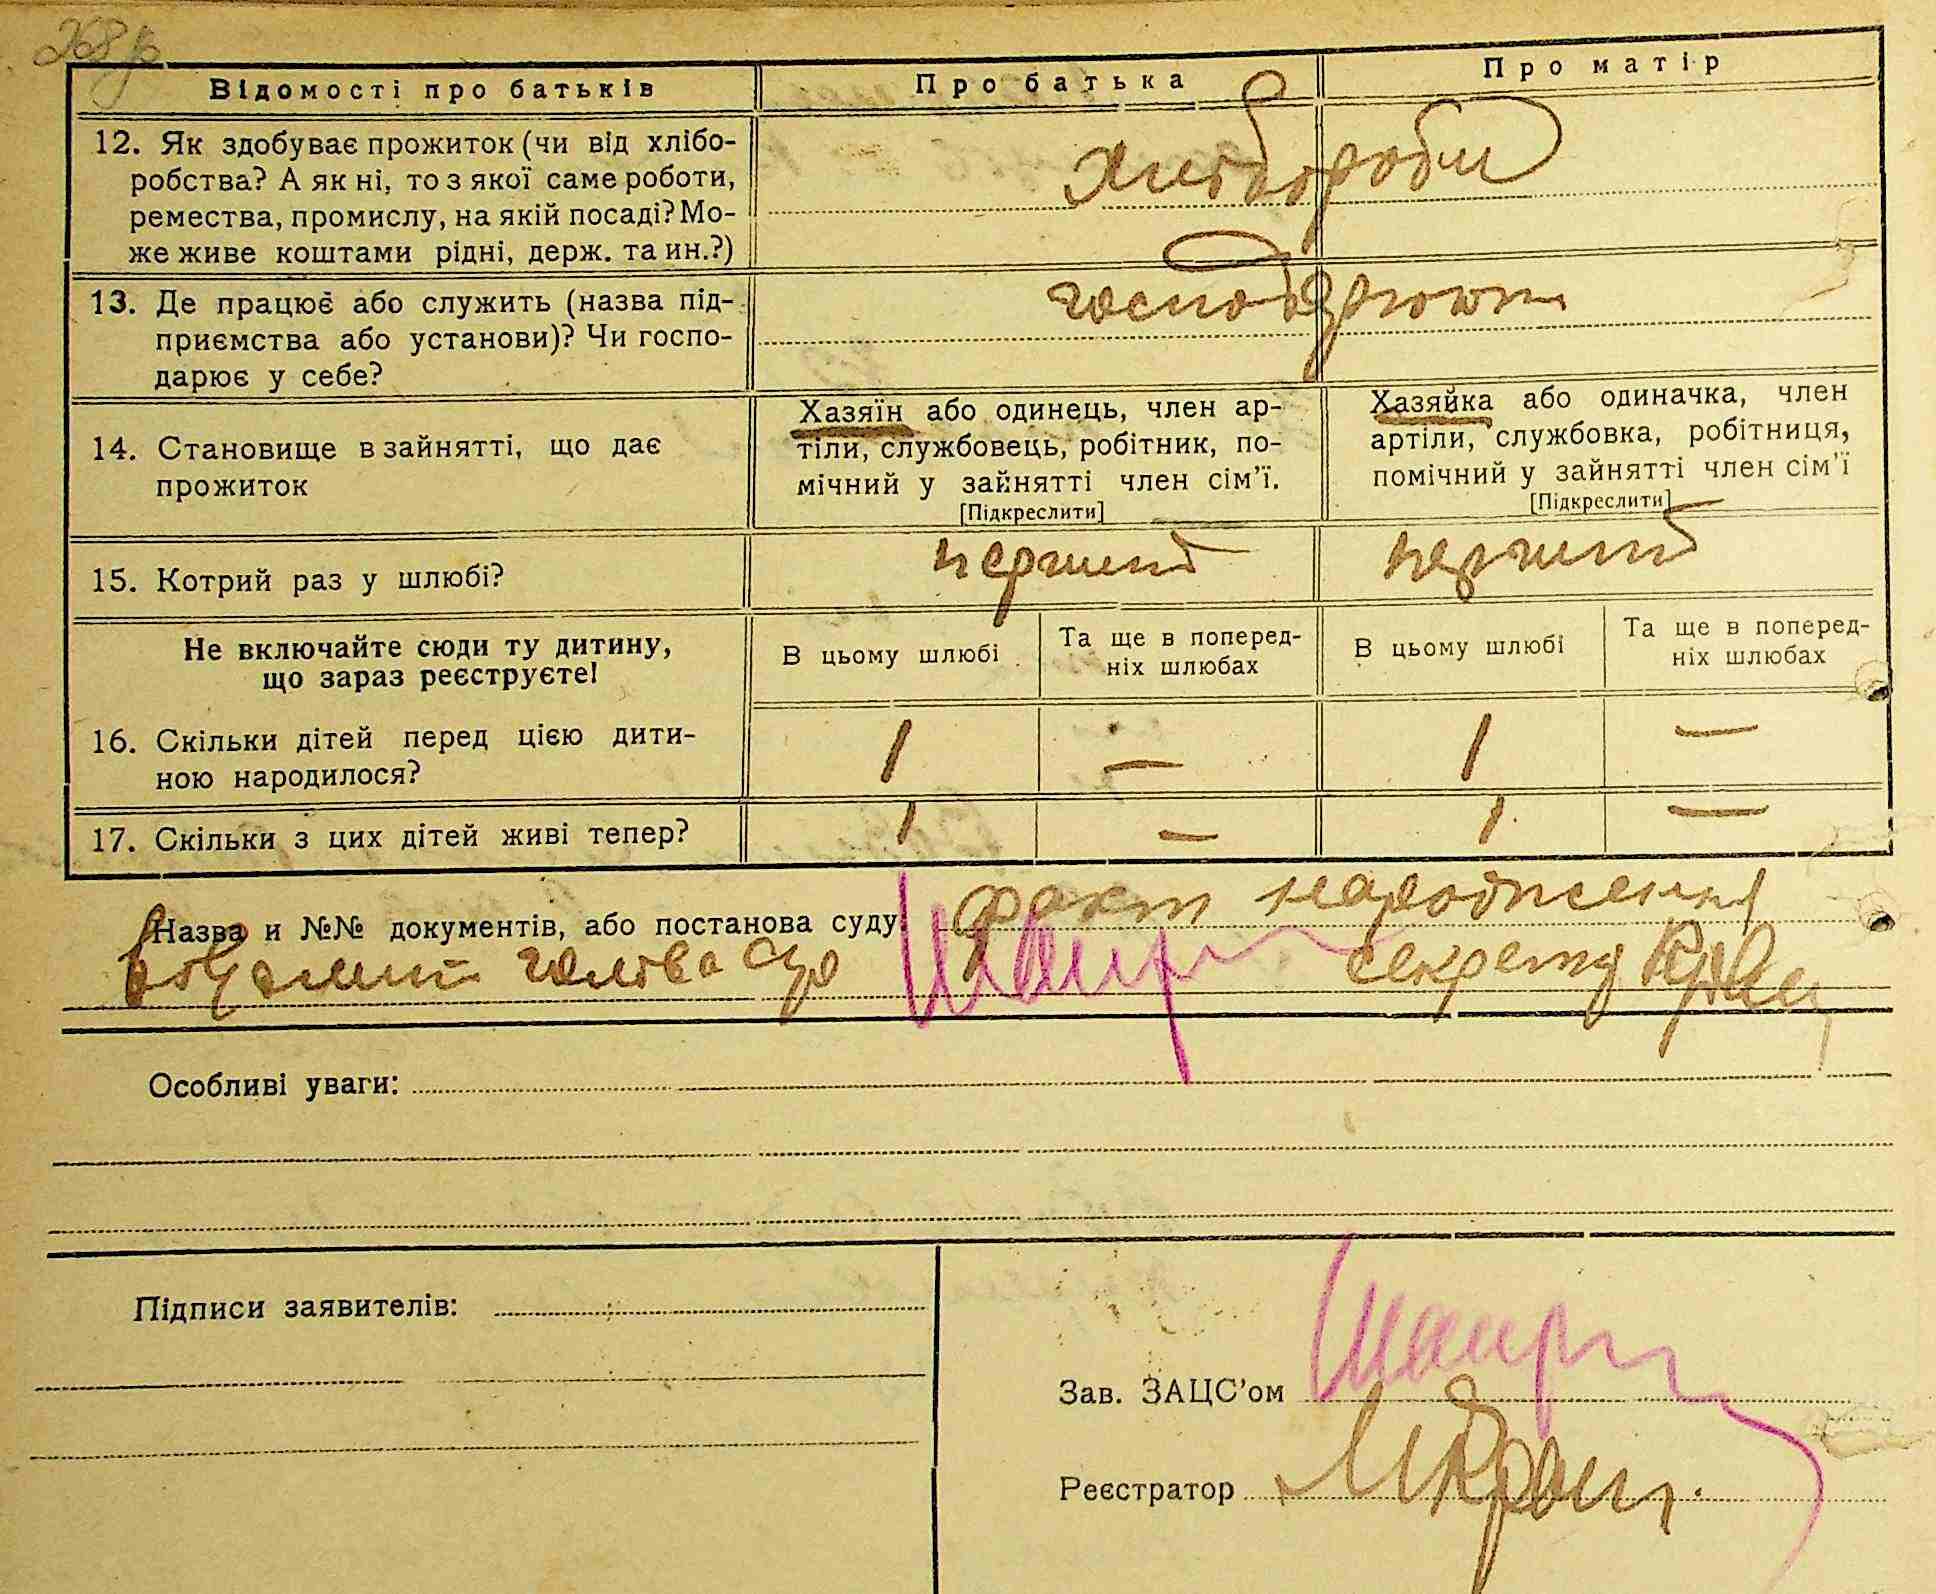 Відомості про батьків
Про батька
Про матір
12. Як здобуває прожиток (чи від хлібо-
робства? А як ні, то з якої саме роботи,
ремества, промислу, на якій посаді? Мо-
же живе коштами рідні, держ. та ин.?)
хлібороби
13. Де працює або служить (назва під-
приємства або установи)? Чи госпо-
дарює у себе?
господарюют
14. Становище в зайнятті, що дає
прожиток
Хазяїн або одинець, член ар-
тіли, службовець, робітник, по-
мічний у зайнятті член сім'ї.
[Підкреслити]
Хазяйка або одиначка, член
артіли, службовка, робітниця,
помічний у зайнятті член сім'ї
[Підкреслити]
15. Котрий раз у шлюбі?
перший
перший
Не включайте сюди ту дитину,
що зараз реєструєте!
В цьому шлюбі
Та ще в поперед-
ніх шлюбах
В цьому шлюбі
Та ще в поперед-
ніх шлюбах
16. Скільки дітей перед цією дити-
ною народилося?
1 — 1 —
17. Скільки з цих дітей живі тепер?
1 — 1 —
Назва и №№ документів, або постанова суду: факт народження
голова секретар
Особливі уваги:
Підписи заявителів:
Зав. ЗАЦС'ом
Реєстратор